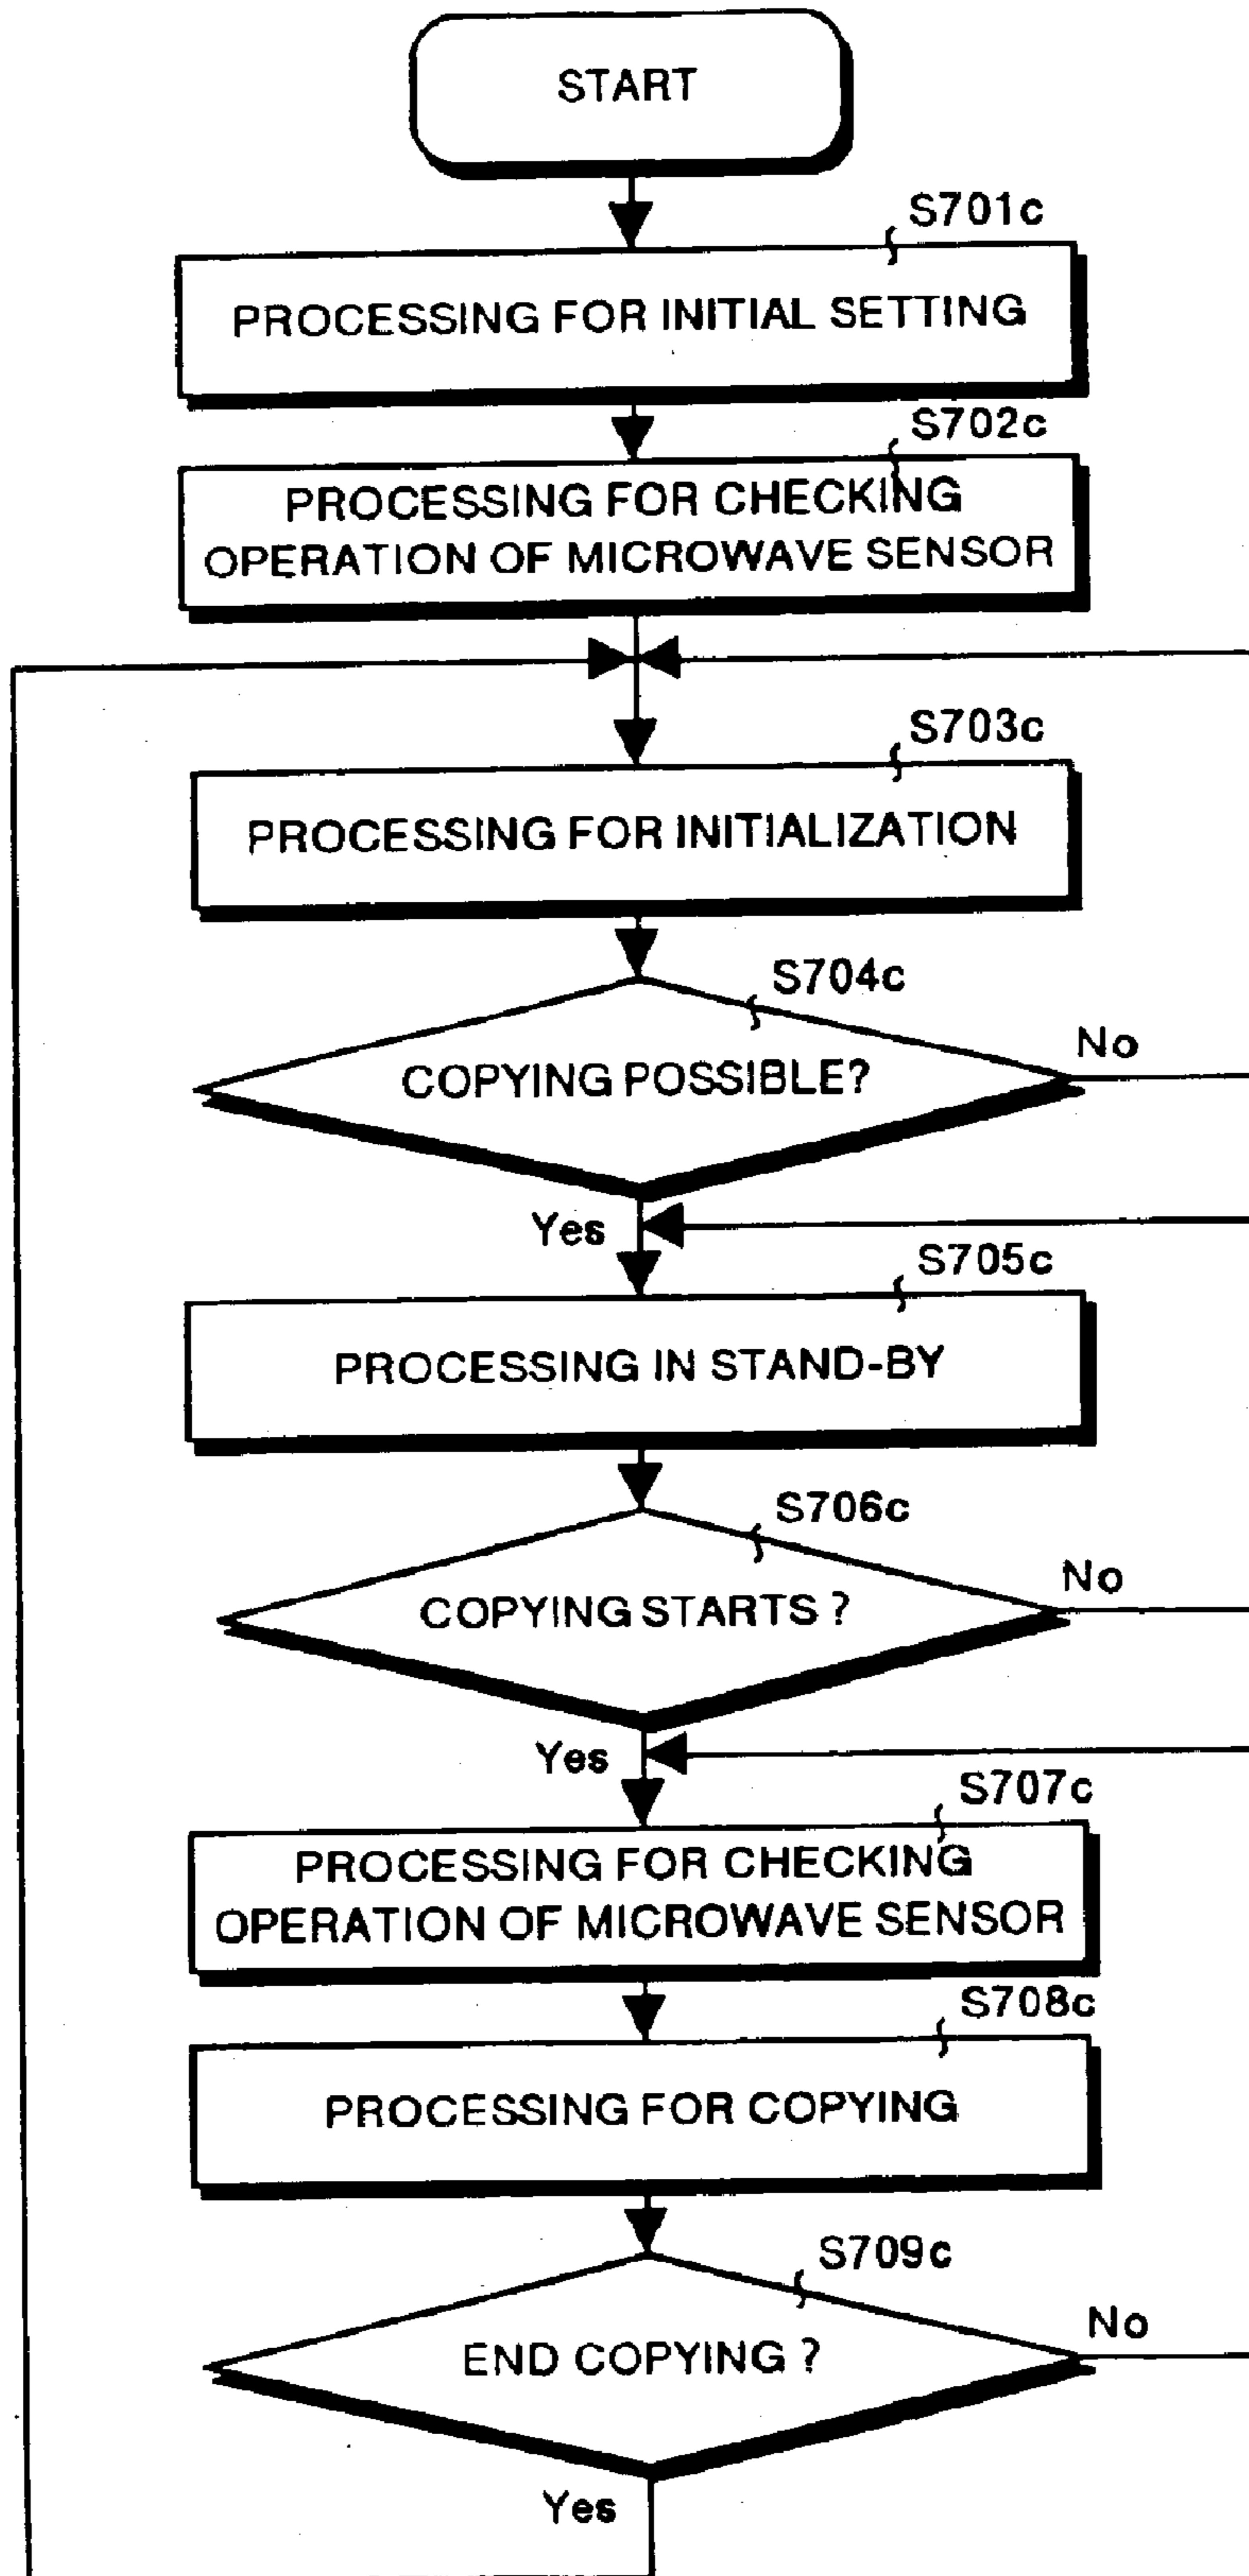 START
S701c
PROCESSING FOR INITIAL SETTING
S702c
PROCESSING FOR CHECKING
OPERATION OF MICROWAVE SENSOR
S703c
PROCESSING FOR INITIALIZATION
S704c
COPYING POSSIBLE?
No
Yes
S705c
PROCESSING IN STAND-BY
S706c
COPYING STARTS ?
No
Yes
S707c
PROCESSING FOR CHECKING
OPERATION OF MICROWAVE SENSOR
S708c
PROCESSING FOR COPYING
S709c
END COPYING ?
No
Yes